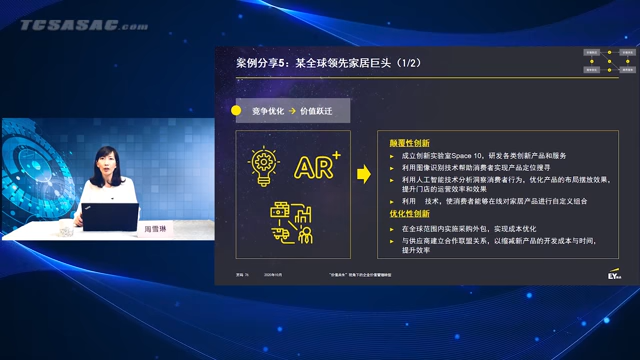 TCSASAC.com
案例分享5：某全球领先家居巨头（1/2）
竞争优化 → 价值跃迁
AR+
颠覆性创新
成立创新实验室Space 10，研发各类创新产品和服务
利用图像识别技术帮助消费者实现产品定位搜寻
利用人工智能技术分析洞察消费者行为，优化产品的布局摆放效果，
提升门店的运营效率和效果
利用 技术，使消费者能够在线对家居产品进行自定义组合
优化性创新
在全球范围内实施采购外包，实现成本优化
与供应商建立合作联盟关系，以缩减新产品的开发成本与时间，
提升效率
周雪琳
2020年10月
EY